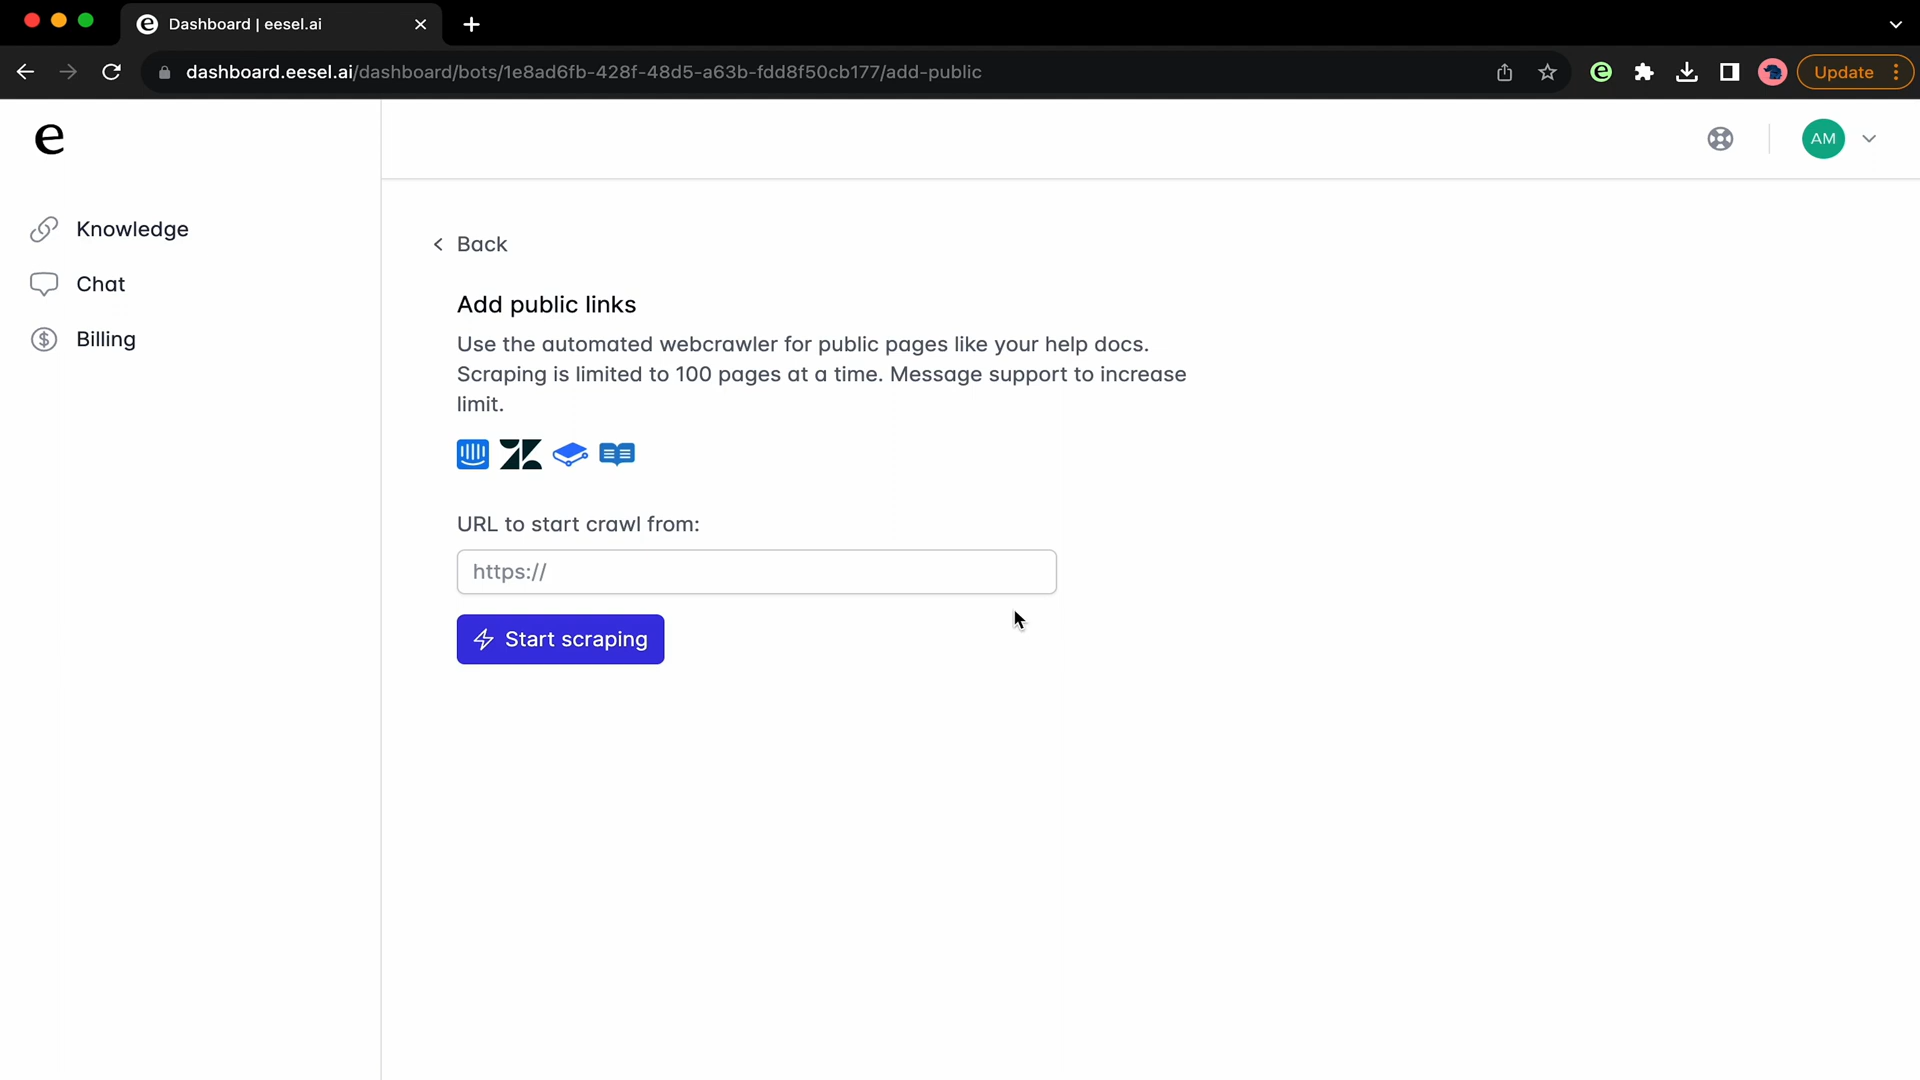 Dashboard | eesel.ai
dashboard.eesel.ai/dashboard/bots/1e8ad6fb-428f-48d5-a63b-fdd8f50cb177/add-public
Update
e
AM
Knowledge
Chat
Billing
Back
Add public links
Use the automated webcrawler for public pages like your help docs.
Scraping is limited to 100 pages at a time. Message support to increase
limit.
URL to start crawl from:
https://
Start scraping